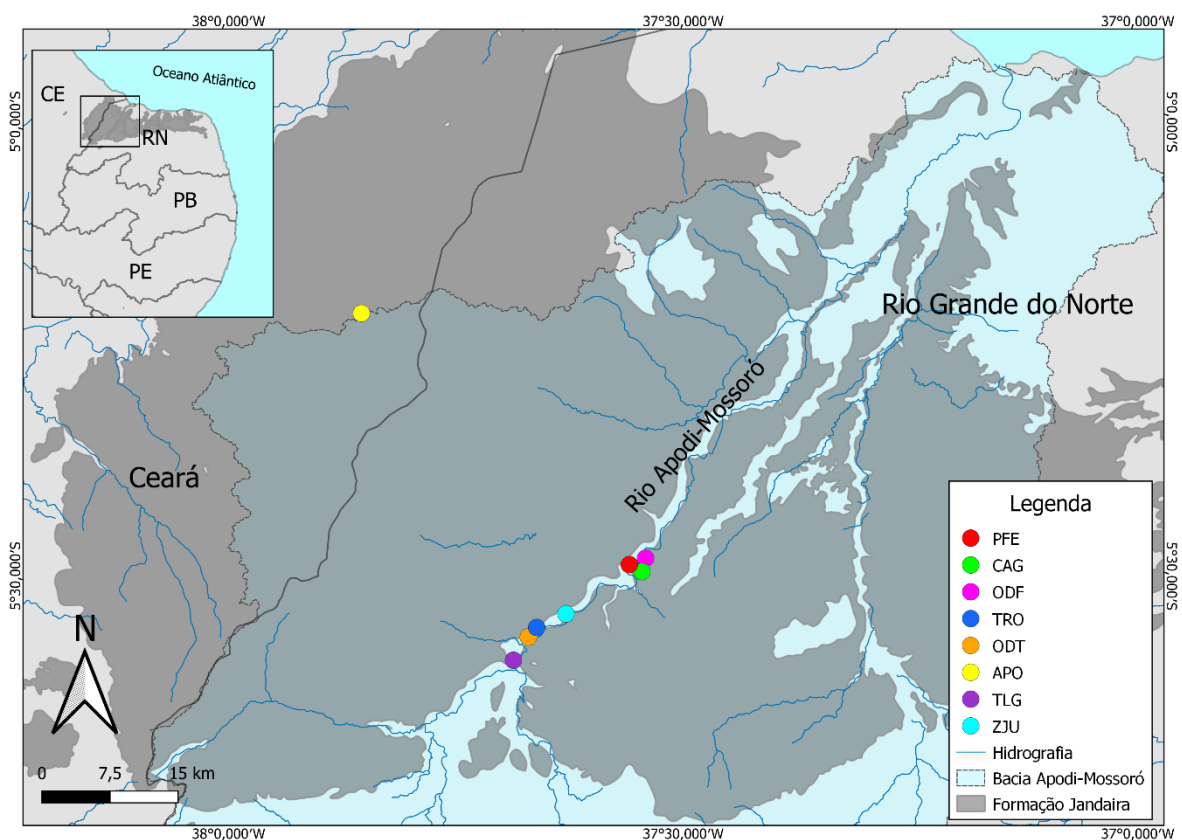 38°0,000'W
37°30,000'W
37°0,000'W
5°0,000'S
5°0,000'S
Oceano Atlântico
CE
RN
PB
PE
Rio Grande do Norte
Rio Apodi-Mossoró
Ceará
5°30,000'S
5°30,000'S
N
0 7,5 15 km
Legenda
PFE
CAG
ODF
TRO
ODT
APO
TLG
ZJU
Hidrografia
Bacia Apodi-Mossoró
Formação Jandaira
38°0,000'W
37°30,000'W
37°0,000'W